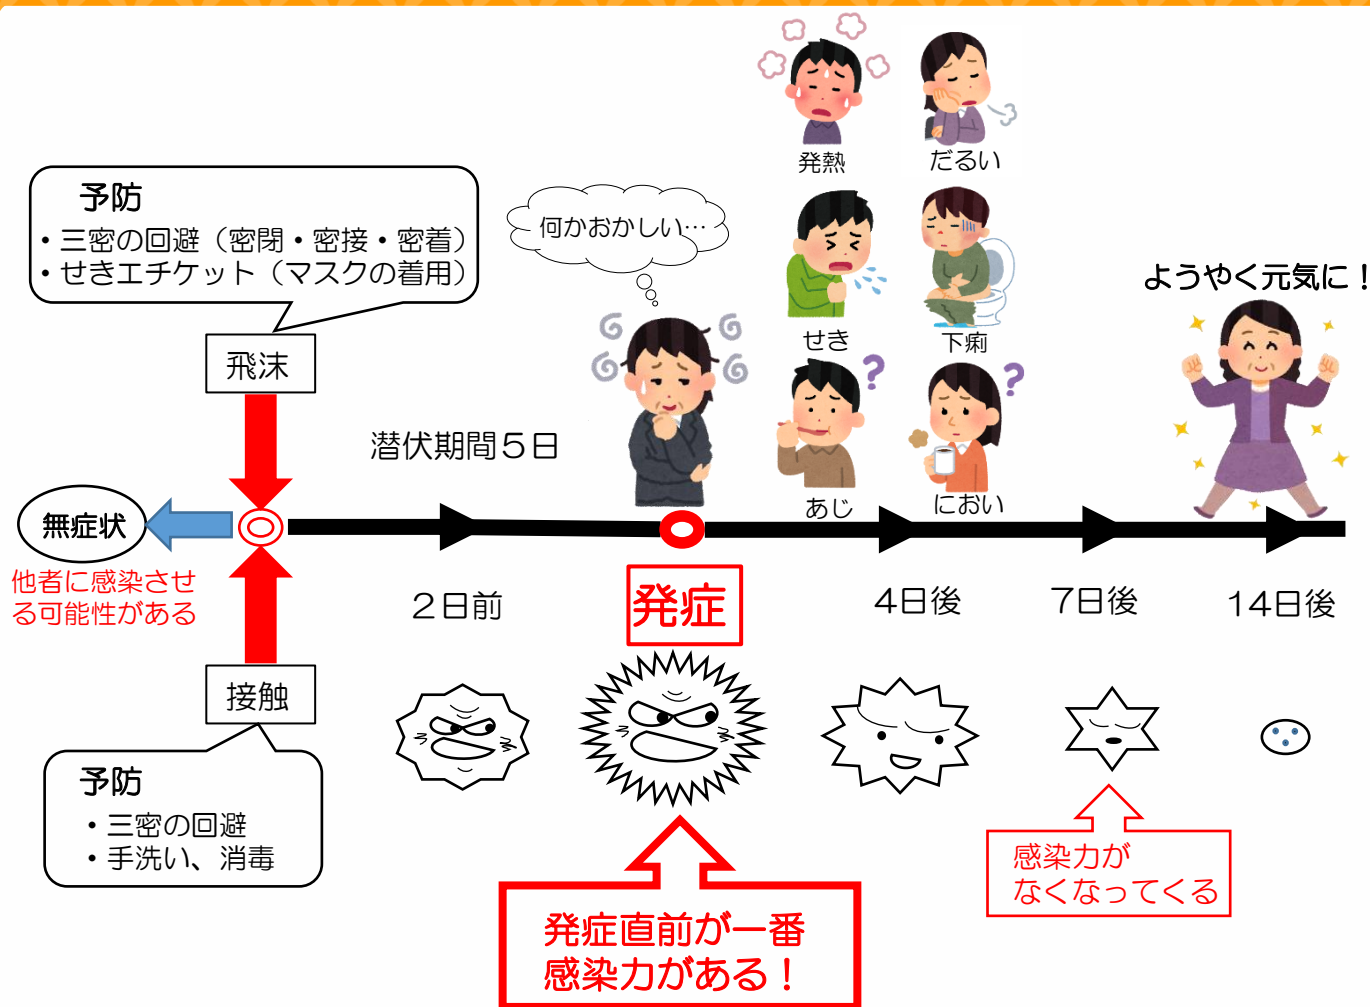 予防
・三密の回避（密閉・密接・密着）
・せきエチケット（マスクの着用）
飛沫
無症状
他者に感染させ
る可能性がある
接触
予防
・三密の回避
・手洗い、消毒
潜伏期間５日
何かおかしい…
発熱
だるい
せき
下痢
あじ
におい
ようやく元気に！
２日前
発症
4日後
7日後
14日後
発症直前が一番
感染力がある！
感染力が
なくなってくる
?
?